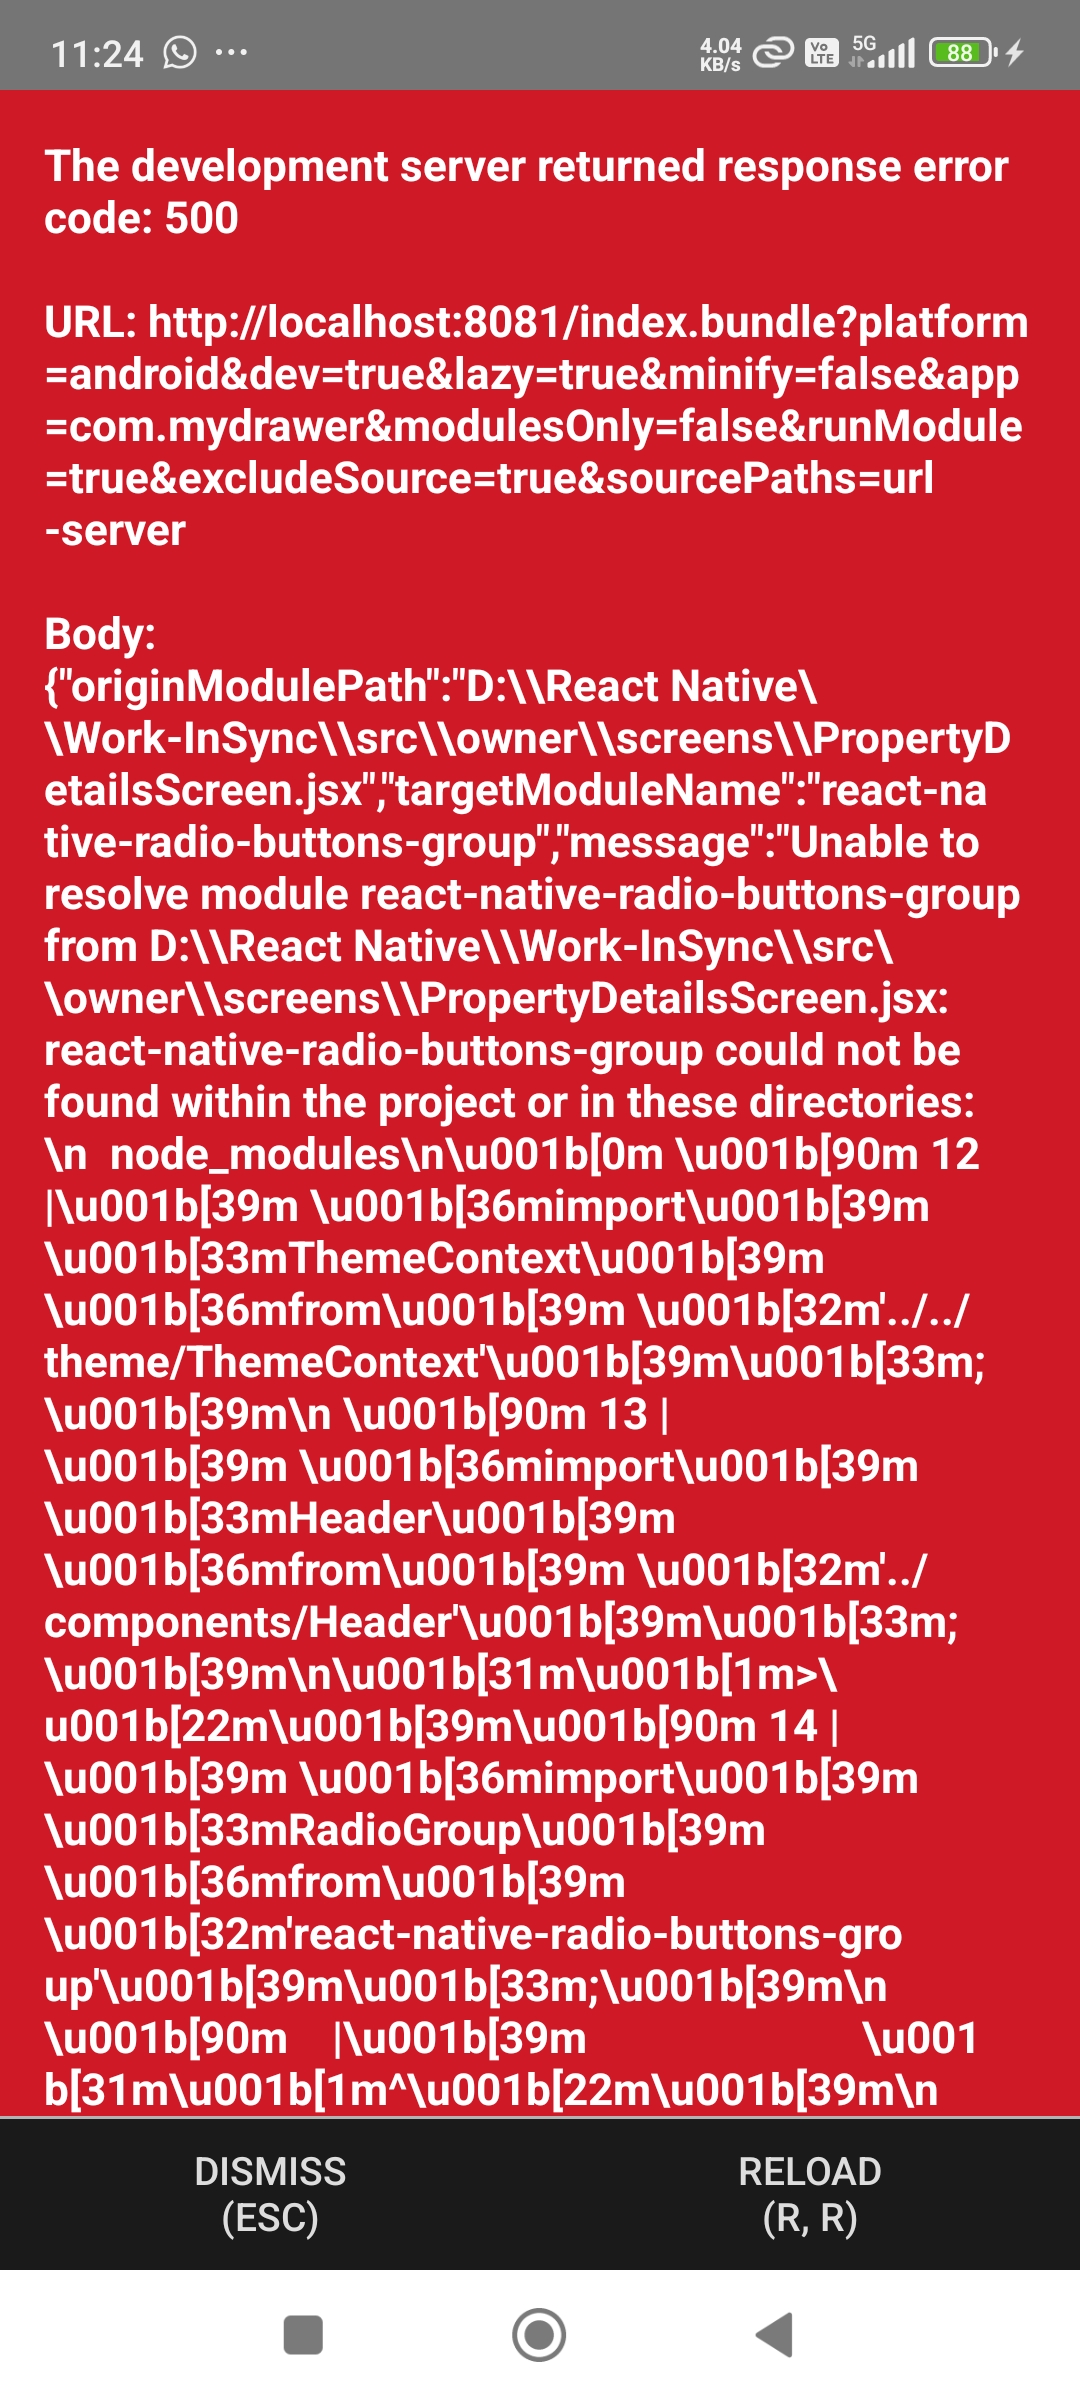 11:24
4.04
KB/s
Vo
LTE
5G
88
The development server returned response error
code: 500
URL: http://localhost:8081/index.bundle?platform
=android&dev=true&lazy=true&minify=false&app
=com.mydrawer&modulesOnly=false&runModule
=true&excludeSource=true&sourcePaths=url
-server
Body:
{"originModulePath":"D:\\React Native\
\Work-InSync\\src\\owner\\screens\\PropertyD
etailsScreen.jsx","targetModuleName":"react-na
tive-radio-buttons-group","message":"Unable to
resolve module react-native-radio-buttons-group
from D:\\React Native\\Work-InSync\\src\
\owner\\screens\\PropertyDetailsScreen.jsx:
react-native-radio-buttons-group could not be
found within the project or in these directories:
\n  node_modules\n\u001b[0m \u001b[90m 12
|\u001b[39m \u001b[36mimport\u001b[39m
\u001b[33mThemeContext\u001b[39m
\u001b[36mfrom\u001b[39m \u001b[32m'../../
theme/ThemeContext'\u001b[39m\u001b[33m;
\u001b[39m\n \u001b[90m 13 |
\u001b[39m \u001b[36mimport\u001b[39m
\u001b[33mHeader\u001b[39m
\u001b[36mfrom\u001b[39m \u001b[32m'../
components/Header'\u001b[39m\u001b[33m;
\u001b[39m\n\u001b[31m\u001b[1m>\
u001b[22m\u001b[39m\u001b[90m 14 |
\u001b[39m \u001b[36mimport\u001b[39m
\u001b[33mRadioGroup\u001b[39m
\u001b[36mfrom\u001b[39m
\u001b[32m'react-native-radio-buttons-gro
up'\u001b[39m\u001b[33m;\u001b[39m\n
\u001b[90m    |\u001b[39m                         \u001
b[31m\u001b[1m^\u001b[22m\u001b[39m\n
DISMISS
(ESC)
RELOAD
(R, R)